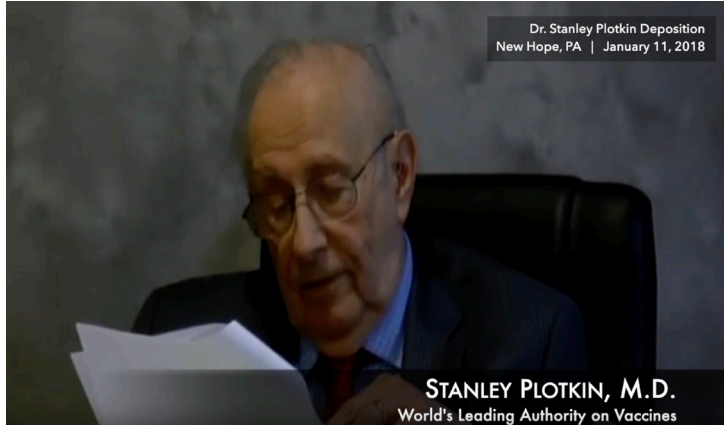 Dr. Stanley Plotkin Deposition
New Hope, PA | January 11, 2018
STANLEY PLOTKIN, M.D.
World's Leading Authority on Vaccines